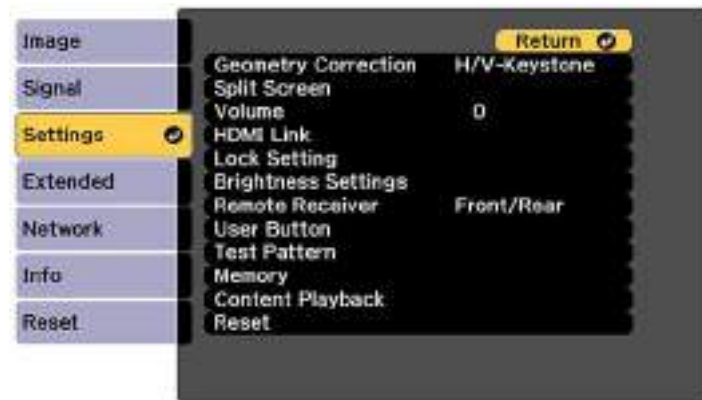 Image
Signal
Settings
Extended
Network
Info
Reset
Return
Geometry Correction H/V-Keystone
Split Screen
Volume 0
HDMI Link
Lock Setting
Brightness Settings
Remote Receiver Front/Rear
User Button
Test Pattern
Memory
Content Playback
Reset